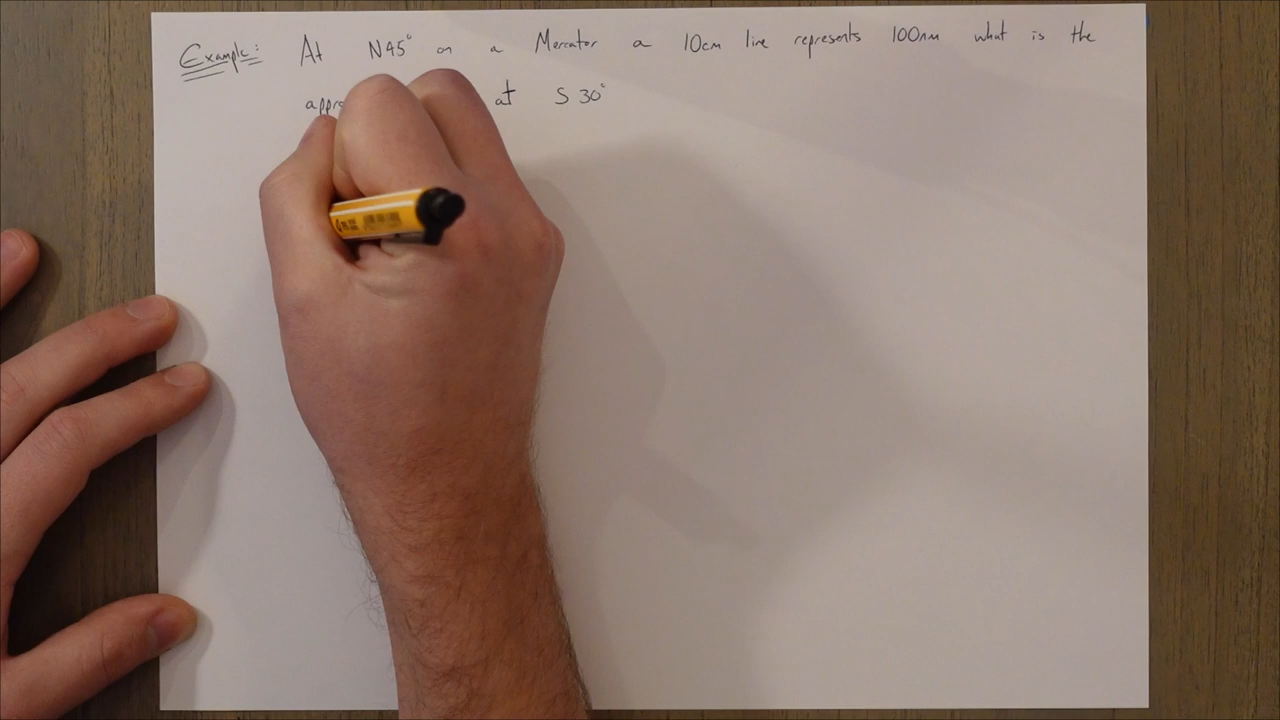 Example: At N45° on a Mercator a 10cm line represents 100nm what is the
at S 30°